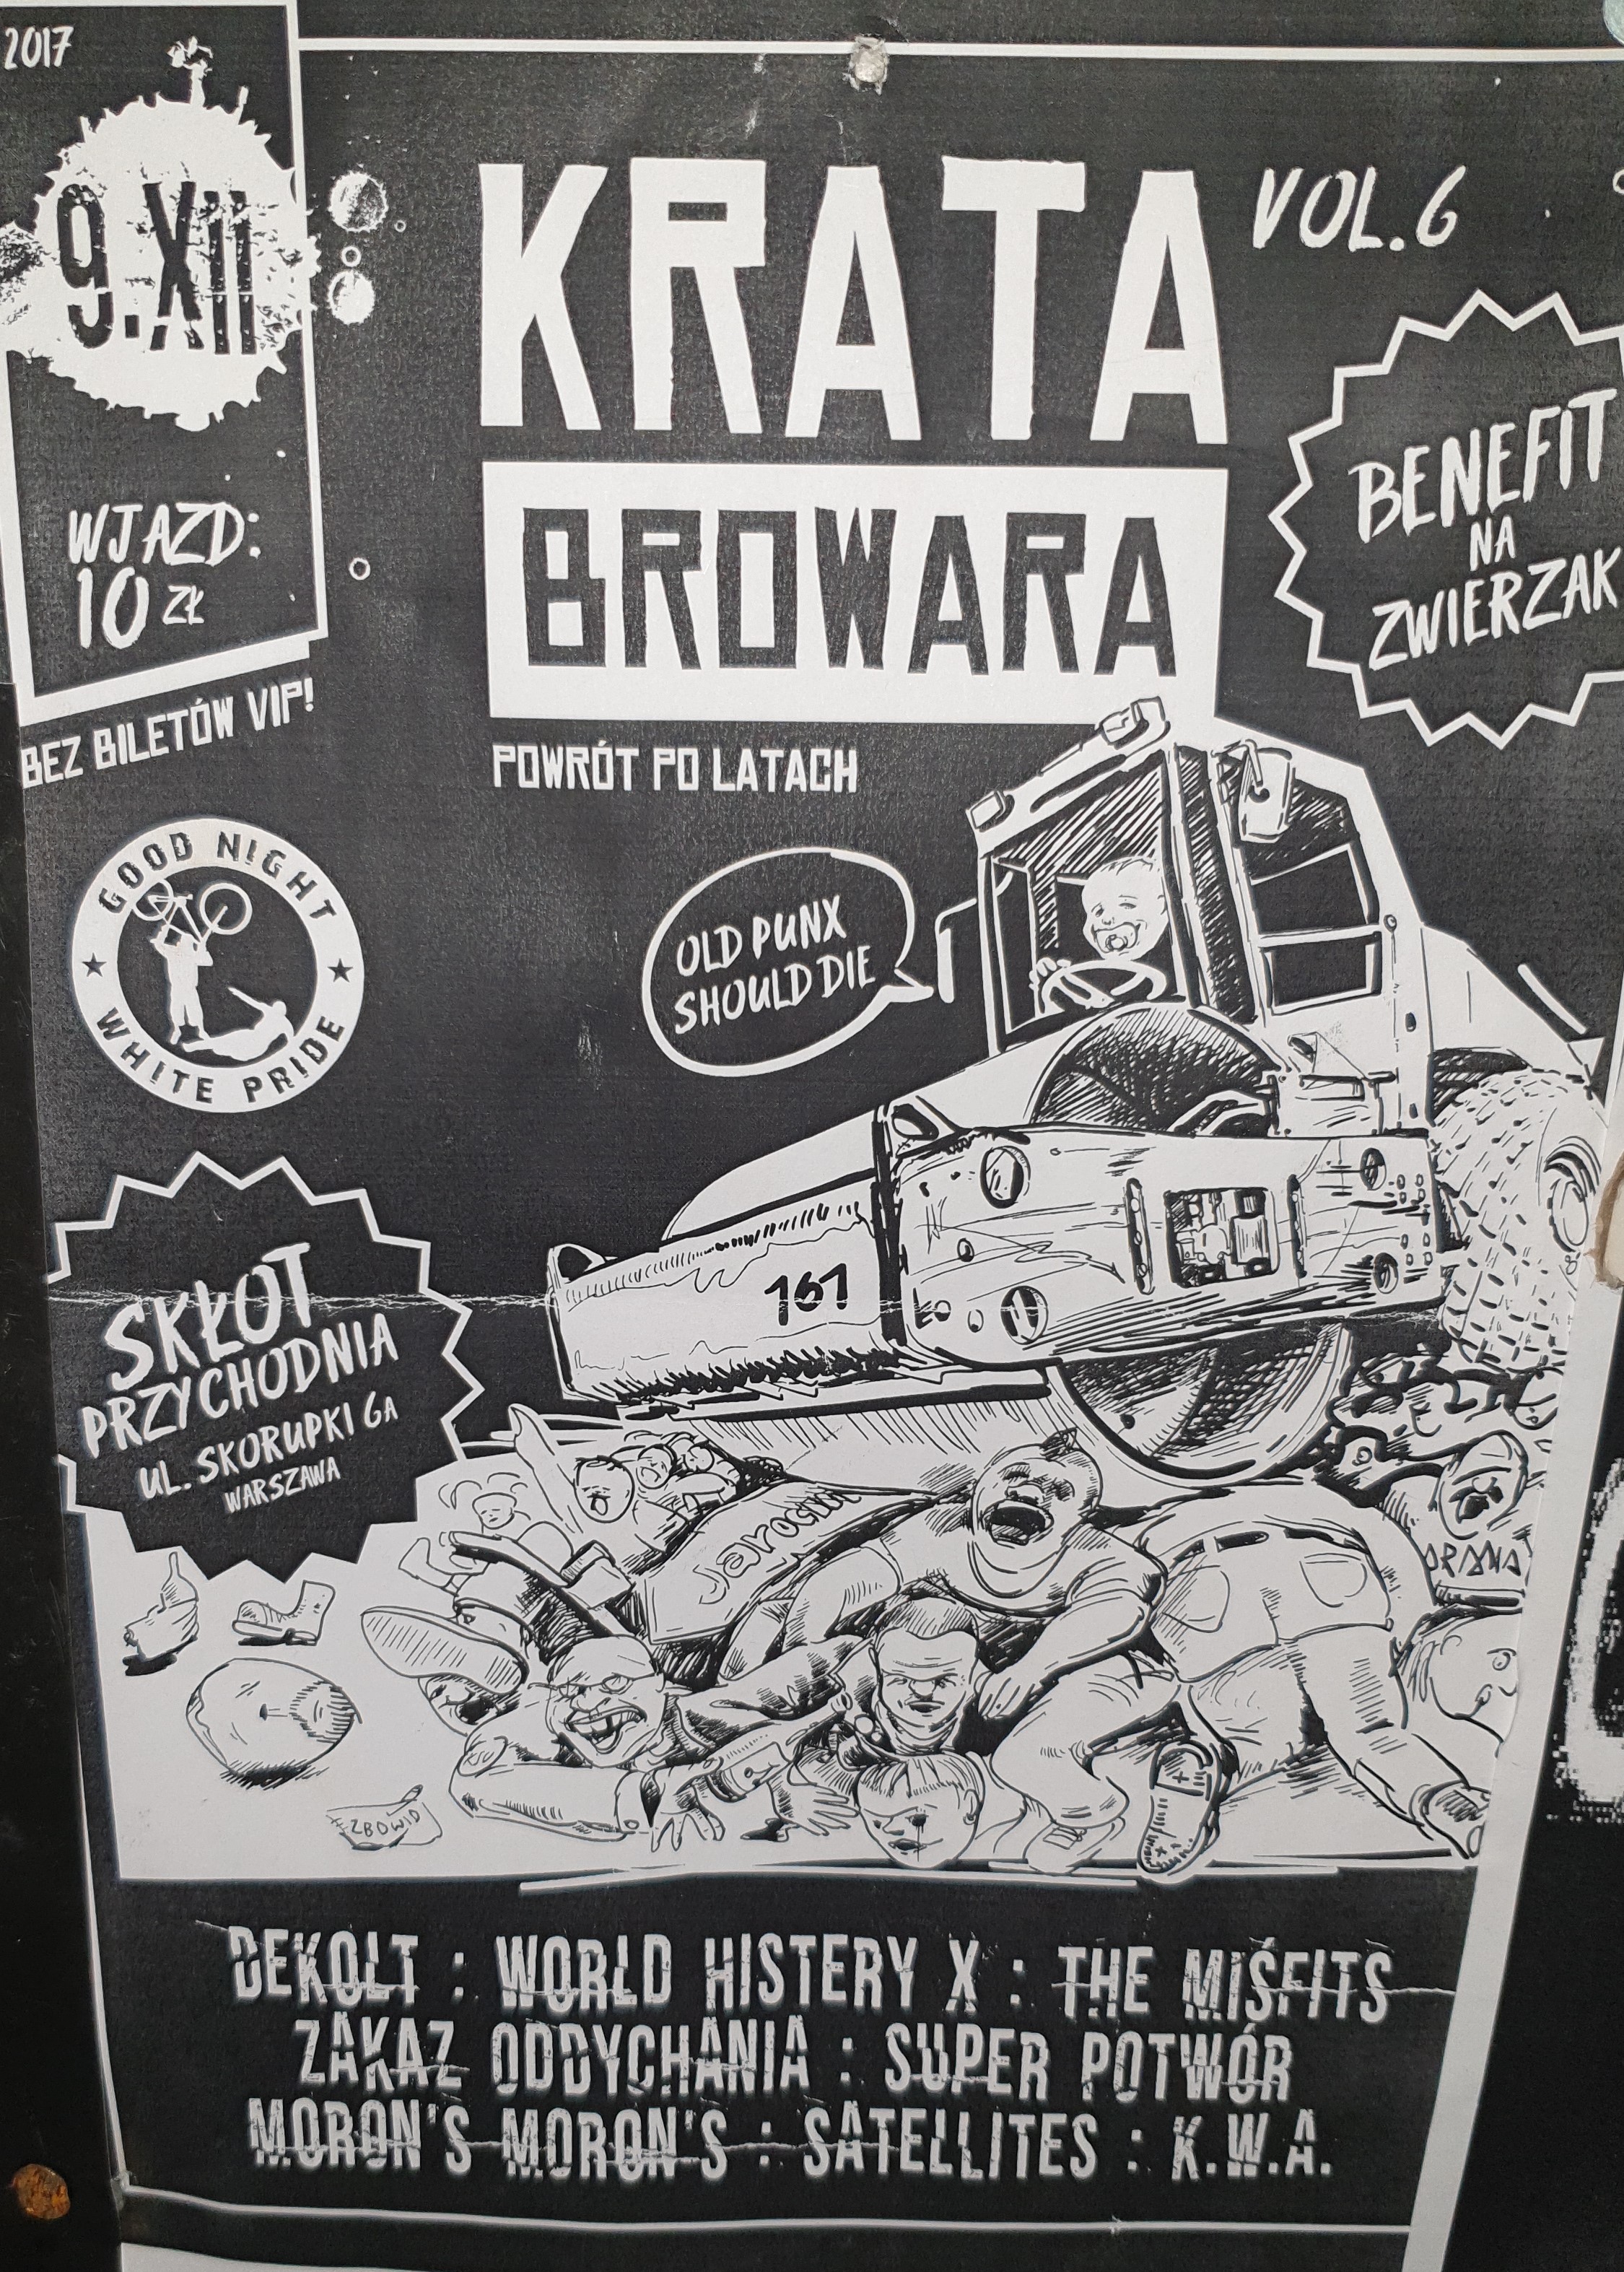 2017
9.XII
WJAZD:
10 ZŁ
BEZ BILETÓW VIP!
KRATA
VOL.6
BROWARA
POWRÓT PO LATACH
BENEFIT
NA
ZWIERZAK
GOOD NIGHT
WHITE PRIDE
OLD PUNX
SHOULD DIE
161
SKŁOT
PRZYCHODNIA
UL. SKORUPKI 6A
WARSZAWA
Jarocin
#ZBOWID
DEKOLT : WORLD HISTERY X : THE MIŚFITS
ZAKAZ ODDYCHANIA : SUPER POTWÓR
MORON'S MORON'S : SATELLITES : K.W.A.